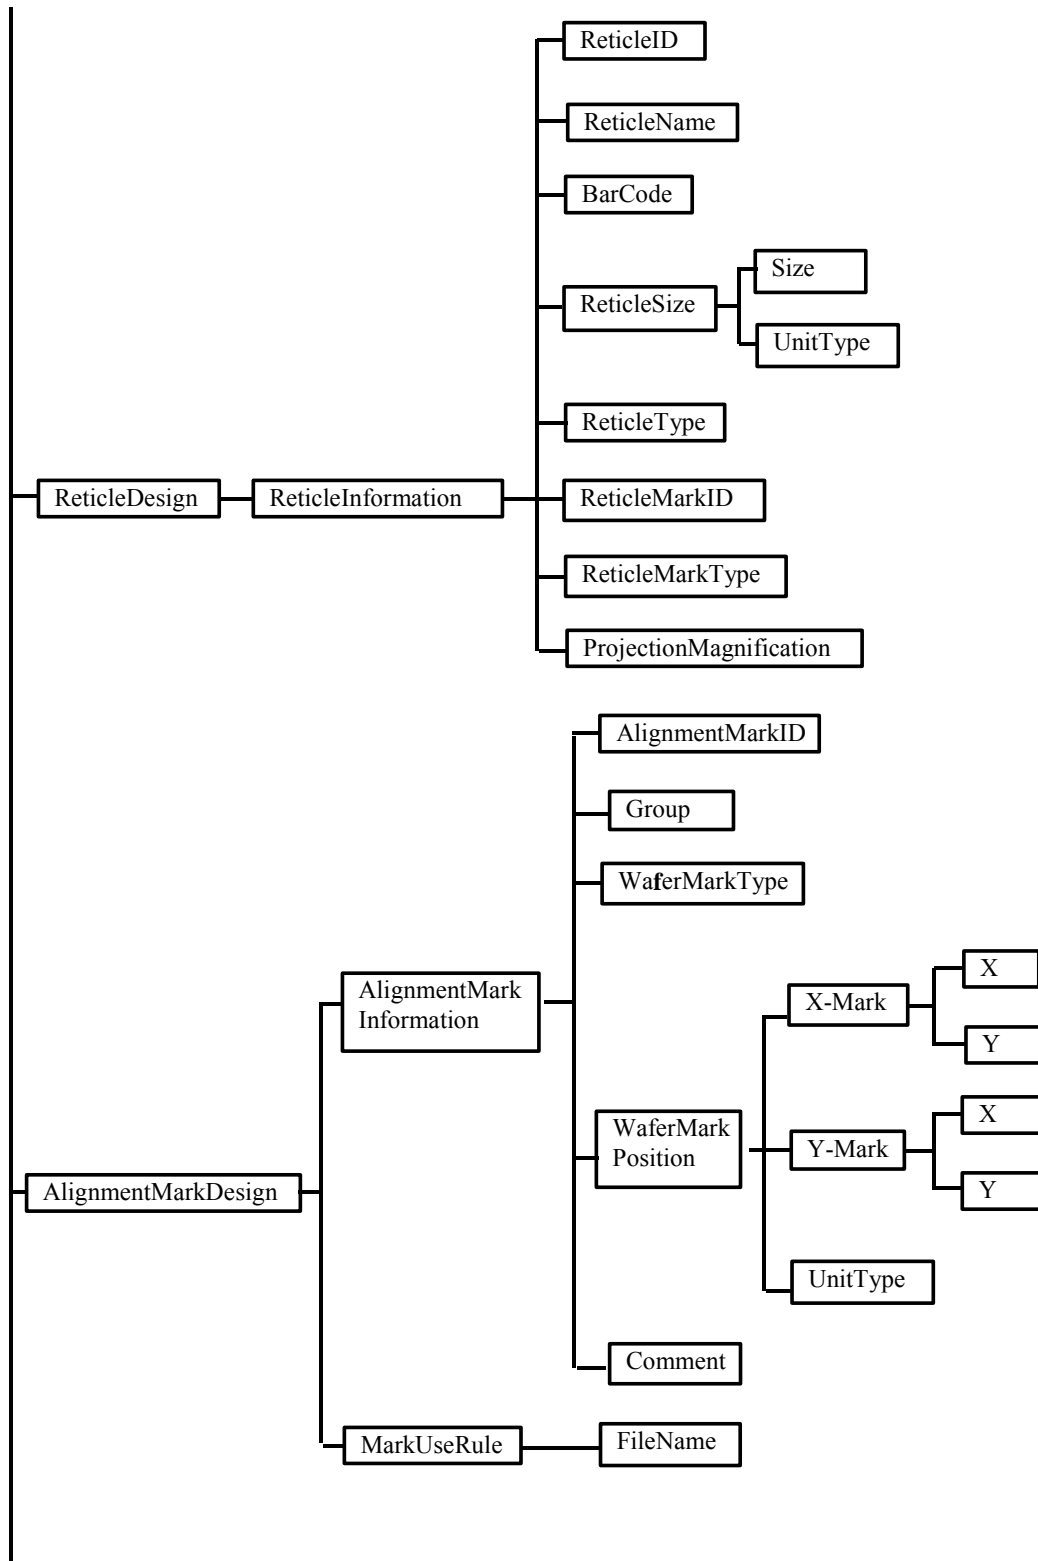 ReticleID
ReticleName
BarCode
Size
ReticleSize
UnitType
ReticleType
ReticleDesign
ReticleInformation
ReticleMarkID
ReticleMarkType
ProjectionMagnification
AlignmentMarkID
Group
WaferMarkType
AlignmentMark
Information
X-Mark
X
Y
WaferMark
Position
Y-Mark
X
Y
AlignmentMarkDesign
UnitType
Comment
MarkUseRule
FileName